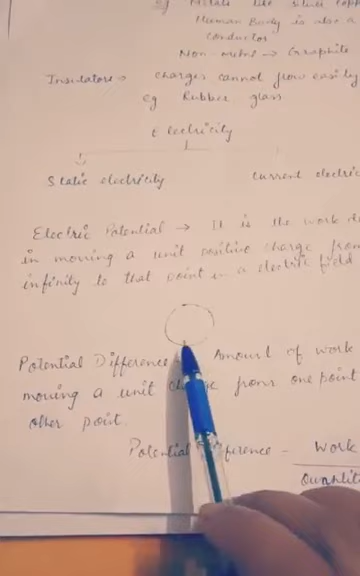 eg Metals like silver copp
Human Body is also a
conductor
Non metal → Graphite
Insulators → charges cannot flow easily
eg Rubber glass
Electricity
Static electricity current electric
Electric Potential → It is the work d
in moving a unit positive charge from
infinity to that point in a electric field
Potential Difference Amount of work
moving a unit from one point
other point.
Potential - Work
Quantit